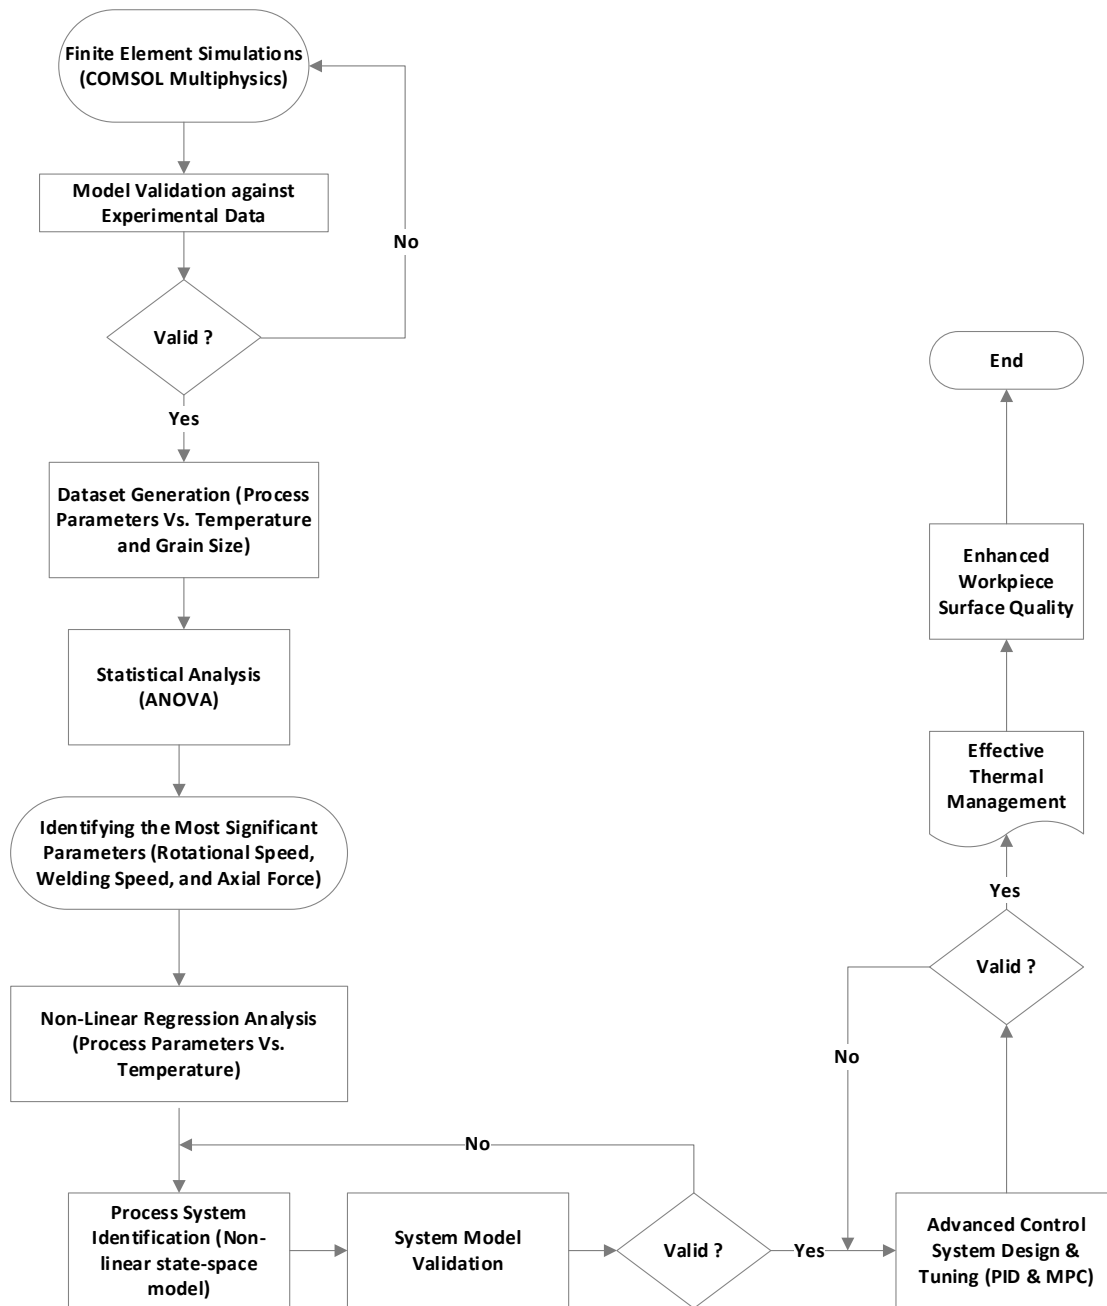 Finite Element Simulations
(COMSOL Multiphysics)
Model Validation against
Experimental Data
No
Valid ?
Yes
Dataset Generation (Process
Parameters Vs. Temperature
and Grain Size)
Statistical Analysis
(ANOVA)
Identifying the Most Significant
Parameters (Rotational Speed,
Welding Speed, and Axial Force)
Non-Linear Regression Analysis
(Process Parameters Vs.
Temperature)
No
Process System
Identification (Non-
linear state-space
model)
System Model
Validation
Valid ?
Yes
Advanced Control
System Design &
Tuning (PID & MPC)
No
Valid ?
Yes
Effective
Thermal
Management
Enhanced
Workpiece
Surface Quality
End